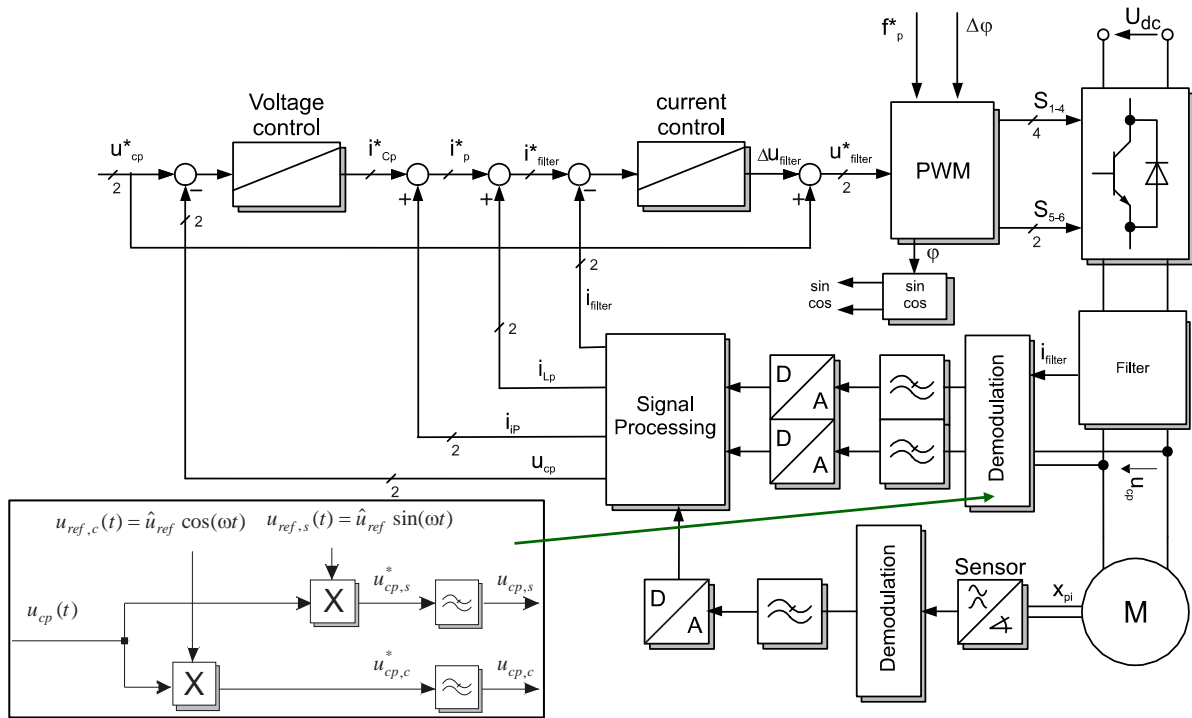 f*p
Δφ
Udc
Voltage
control
current
control
S1-4
4
u*cp
2
−
i*Cp
+
i*p
+
i*filter
−
Δufilter
+
u*filter
2
PWM
S5-6
2
2
φ
sin
cos
sin
cos
2
ifilter
2
iLp
2
iiP
2
ucp
Signal
Processing
D
A
D
A
Demodulation
ifilter
Filter
ucp
uref,c(t) = ûref cos(ωt)
uref,s(t) = ûref sin(ωt)
ucp(t)
X
u*cp,s
ucp,s
X
u*cp,c
ucp,c
D
A
Demodulation
Sensor
xpi
M